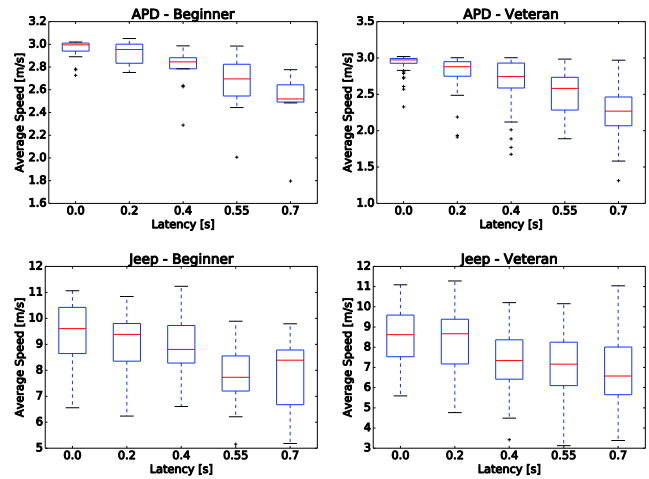 APD - Beginner
Average Speed [m/s]
3.2
3.0
2.8
2.6
2.4
2.2
2.0
1.8
1.6
0.0 0.2 0.4 0.55 0.7
Latency [s]
APD - Veteran
Average Speed [m/s]
3.5
3.0
2.5
2.0
1.5
1.0
0.0 0.2 0.4 0.55 0.7
Latency [s]
Jeep - Beginner
Average Speed [m/s]
12
11
10
9
8
7
6
5
0.0 0.2 0.4 0.55 0.7
Latency [s]
Jeep - Veteran
Average Speed [m/s]
12
11
10
9
8
7
6
5
4
3
0.0 0.2 0.4 0.55 0.7
Latency [s]